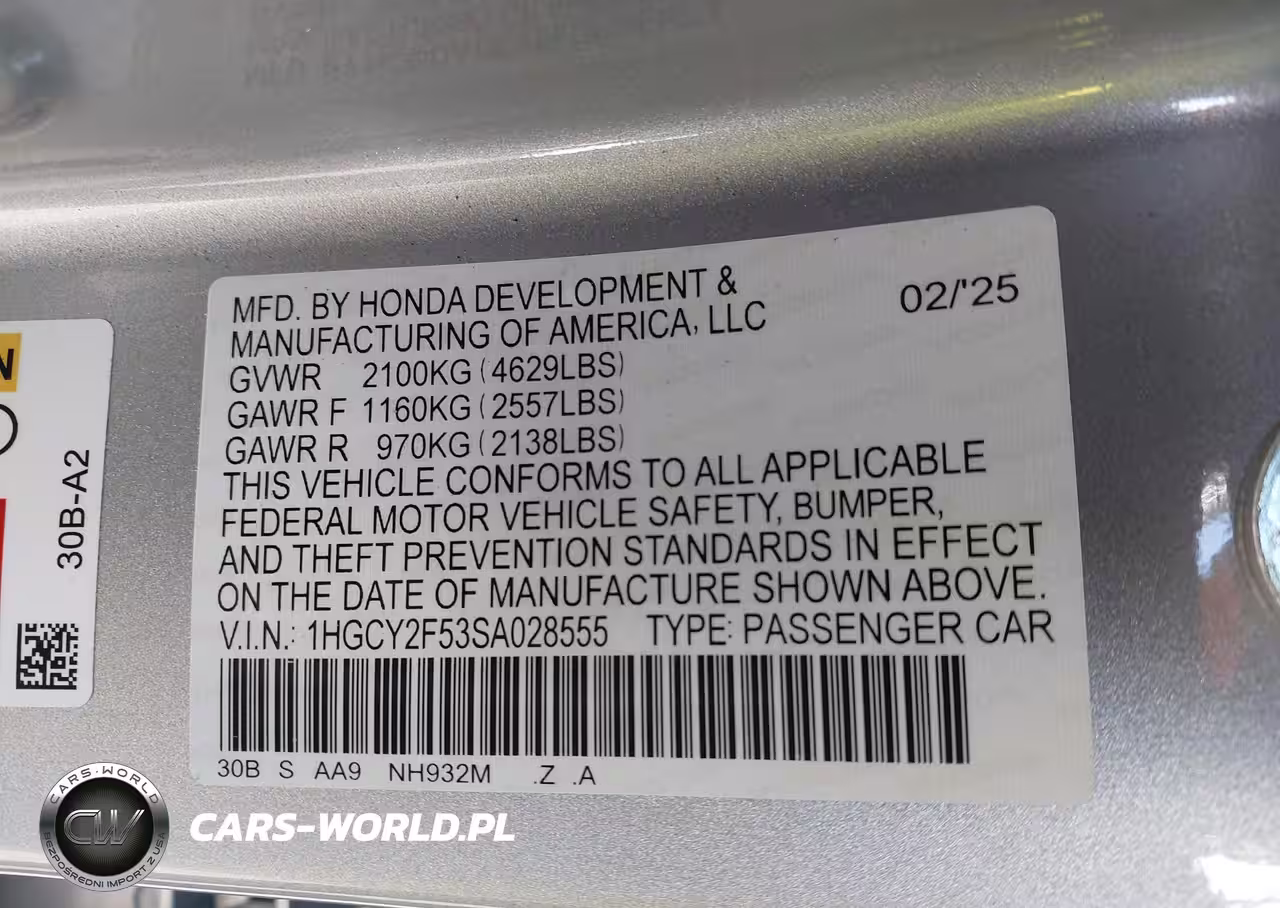 MFD. BY HONDA DEVELOPMENT &
MANUFACTURING OF AMERICA, LLC
02/'25
GVWR 2100KG (4629LBS)
GAWR F 1160KG (2557LBS)
GAWR R 970KG (2138LBS)
THIS VEHICLE CONFORMS TO ALL APPLICABLE
FEDERAL MOTOR VEHICLE SAFETY, BUMPER,
AND THEFT PREVENTION STANDARDS IN EFFECT
ON THE DATE OF MANUFACTURE SHOWN ABOVE.
V.I.N.: 1HGCY2F53SA028555 TYPE: PASSENGER CAR
30B S AA9 NH932M .Z .A
N
30B-A2
CARS-WORLD
CW
BEZPOŚREDNI IMPORT Z USA
CARS-WORLD.PL